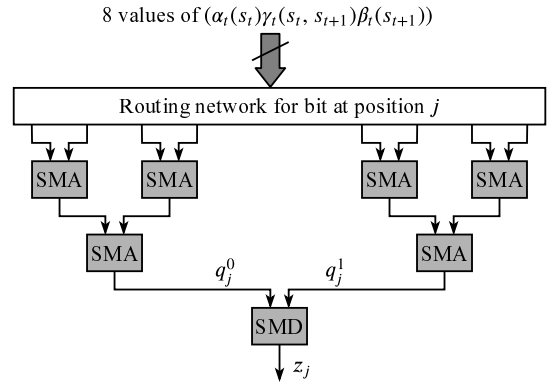 8 values of (αₜ(sₜ)γₜ(sₜ, sₜ₊₁)βₜ(sₜ₊₁))
Routing network for bit at position j
SMA SMA SMA SMA
SMA SMA
q_j^0 q_j^1
SMD
z_j